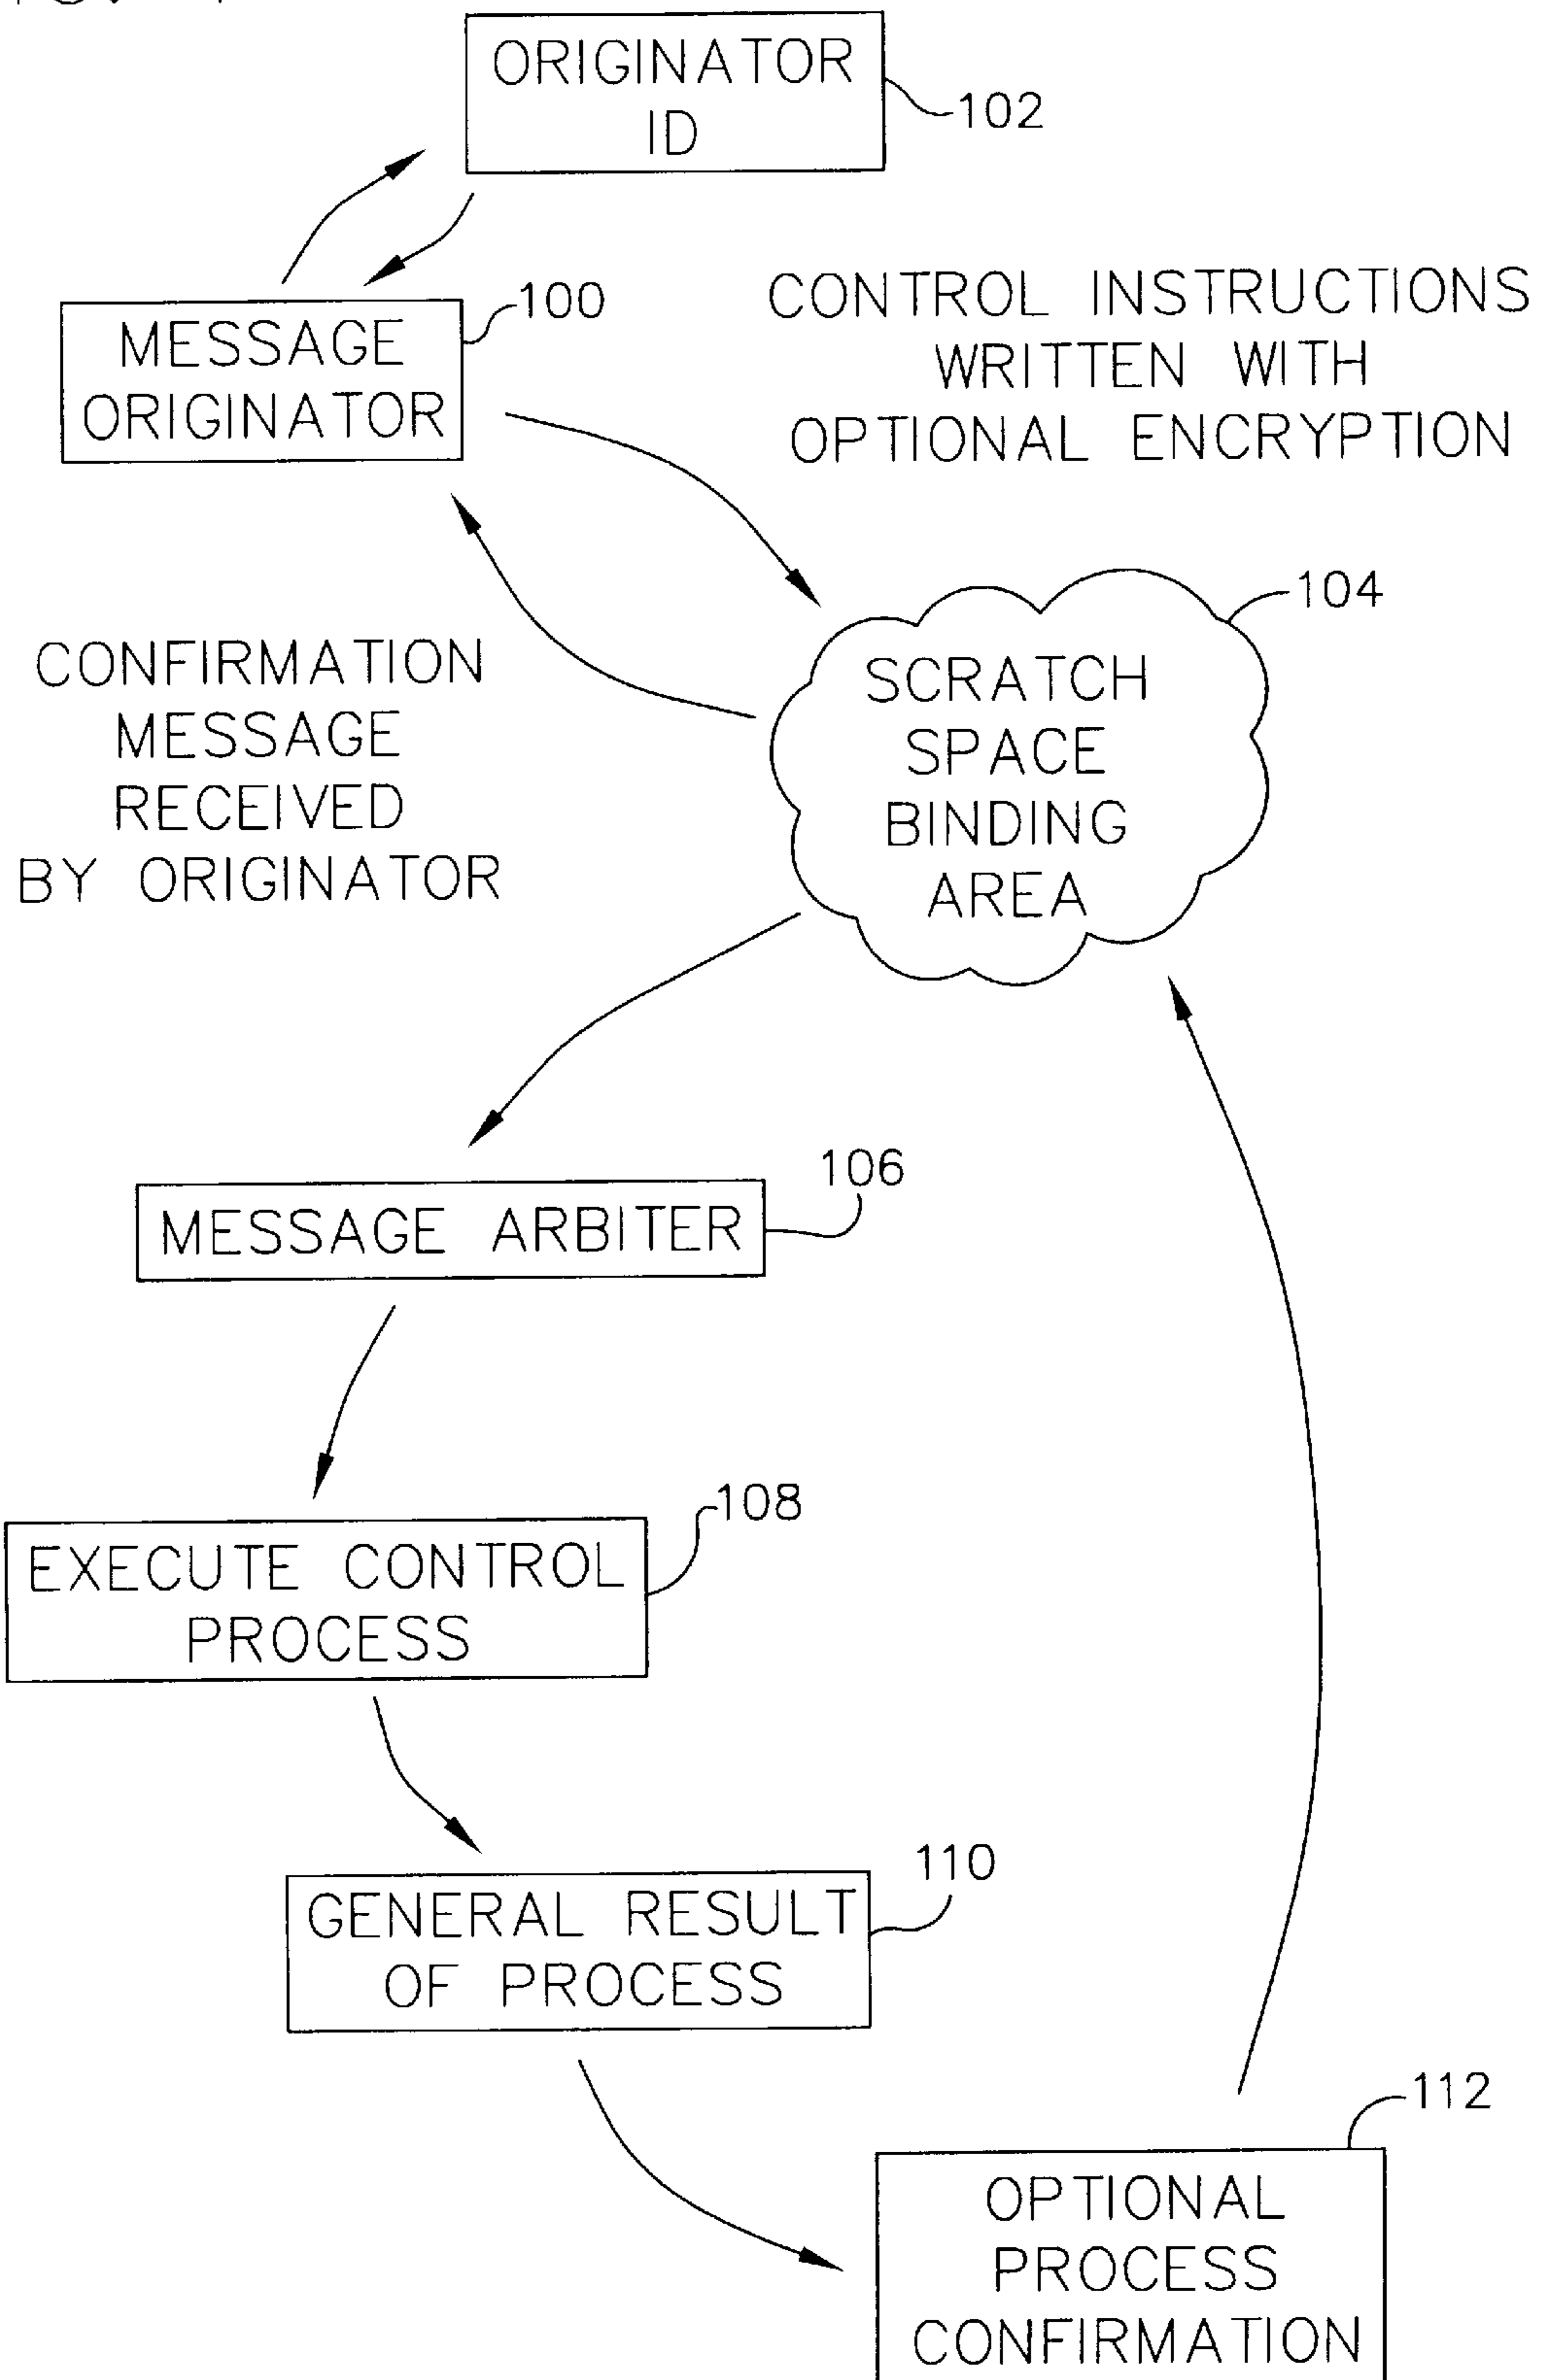 ORIGINATOR
ID
102
MESSAGE
ORIGINATOR
100
CONTROL INSTRUCTIONS
WRITTEN WITH
OPTIONAL ENCRYPTION
CONFIRMATION
MESSAGE
RECEIVED
BY ORIGINATOR
SCRATCH
SPACE
BINDING
AREA
104
MESSAGE ARBITER
106
EXECUTE CONTROL
PROCESS
108
GENERAL RESULT
OF PROCESS
110
OPTIONAL
PROCESS
CONFIRMATION
112